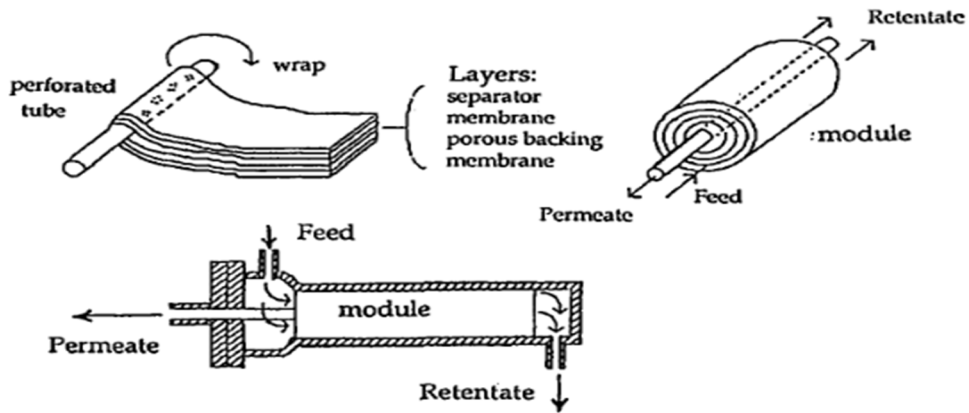 perforated
tube
wrap
Layers:
separator
membrane
porous backing
membrane
Retentate
: module
Feed
Permeate
Feed
module
Permeate
Retentate